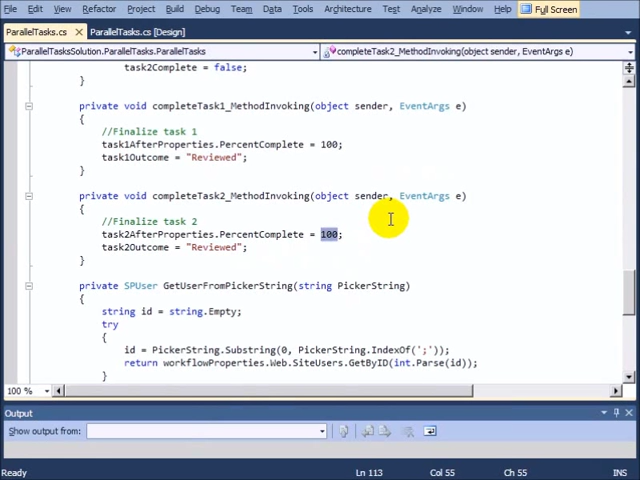 File Edit View Refactor Project Build Debug Team Data Tools Architecture Test Analyze Window Full Screen
ParallelTasks.cs ParallelTasks.cs [Design]
ParallelTasksSolution.ParallelTasks.ParallelTasks completeTask2_MethodInvoking(object sender, EventArgs e)
task2Complete = false;
}
private void completeTask1_MethodInvoking(object sender, EventArgs e)
{
//Finalize task 1
task1AfterProperties.PercentComplete = 100;
task1Outcome = "Reviewed";
}
private void completeTask2_MethodInvoking(object sender, EventArgs e)
{
//Finalize task 2
task2AfterProperties.PercentComplete = 100;
task2Outcome = "Reviewed";
}
private SPUser GetUserFromPickerString(string PickerString)
{
string id = string.Empty;
try
{
id = PickerString.Substring(0, PickerString.IndexOf(';'));
return workflowProperties.Web.SiteUsers.GetByID(int.Parse(id));
}
100 %
Output
Show output from:
Ready Ln 113 Col 55 Ch 55 INS